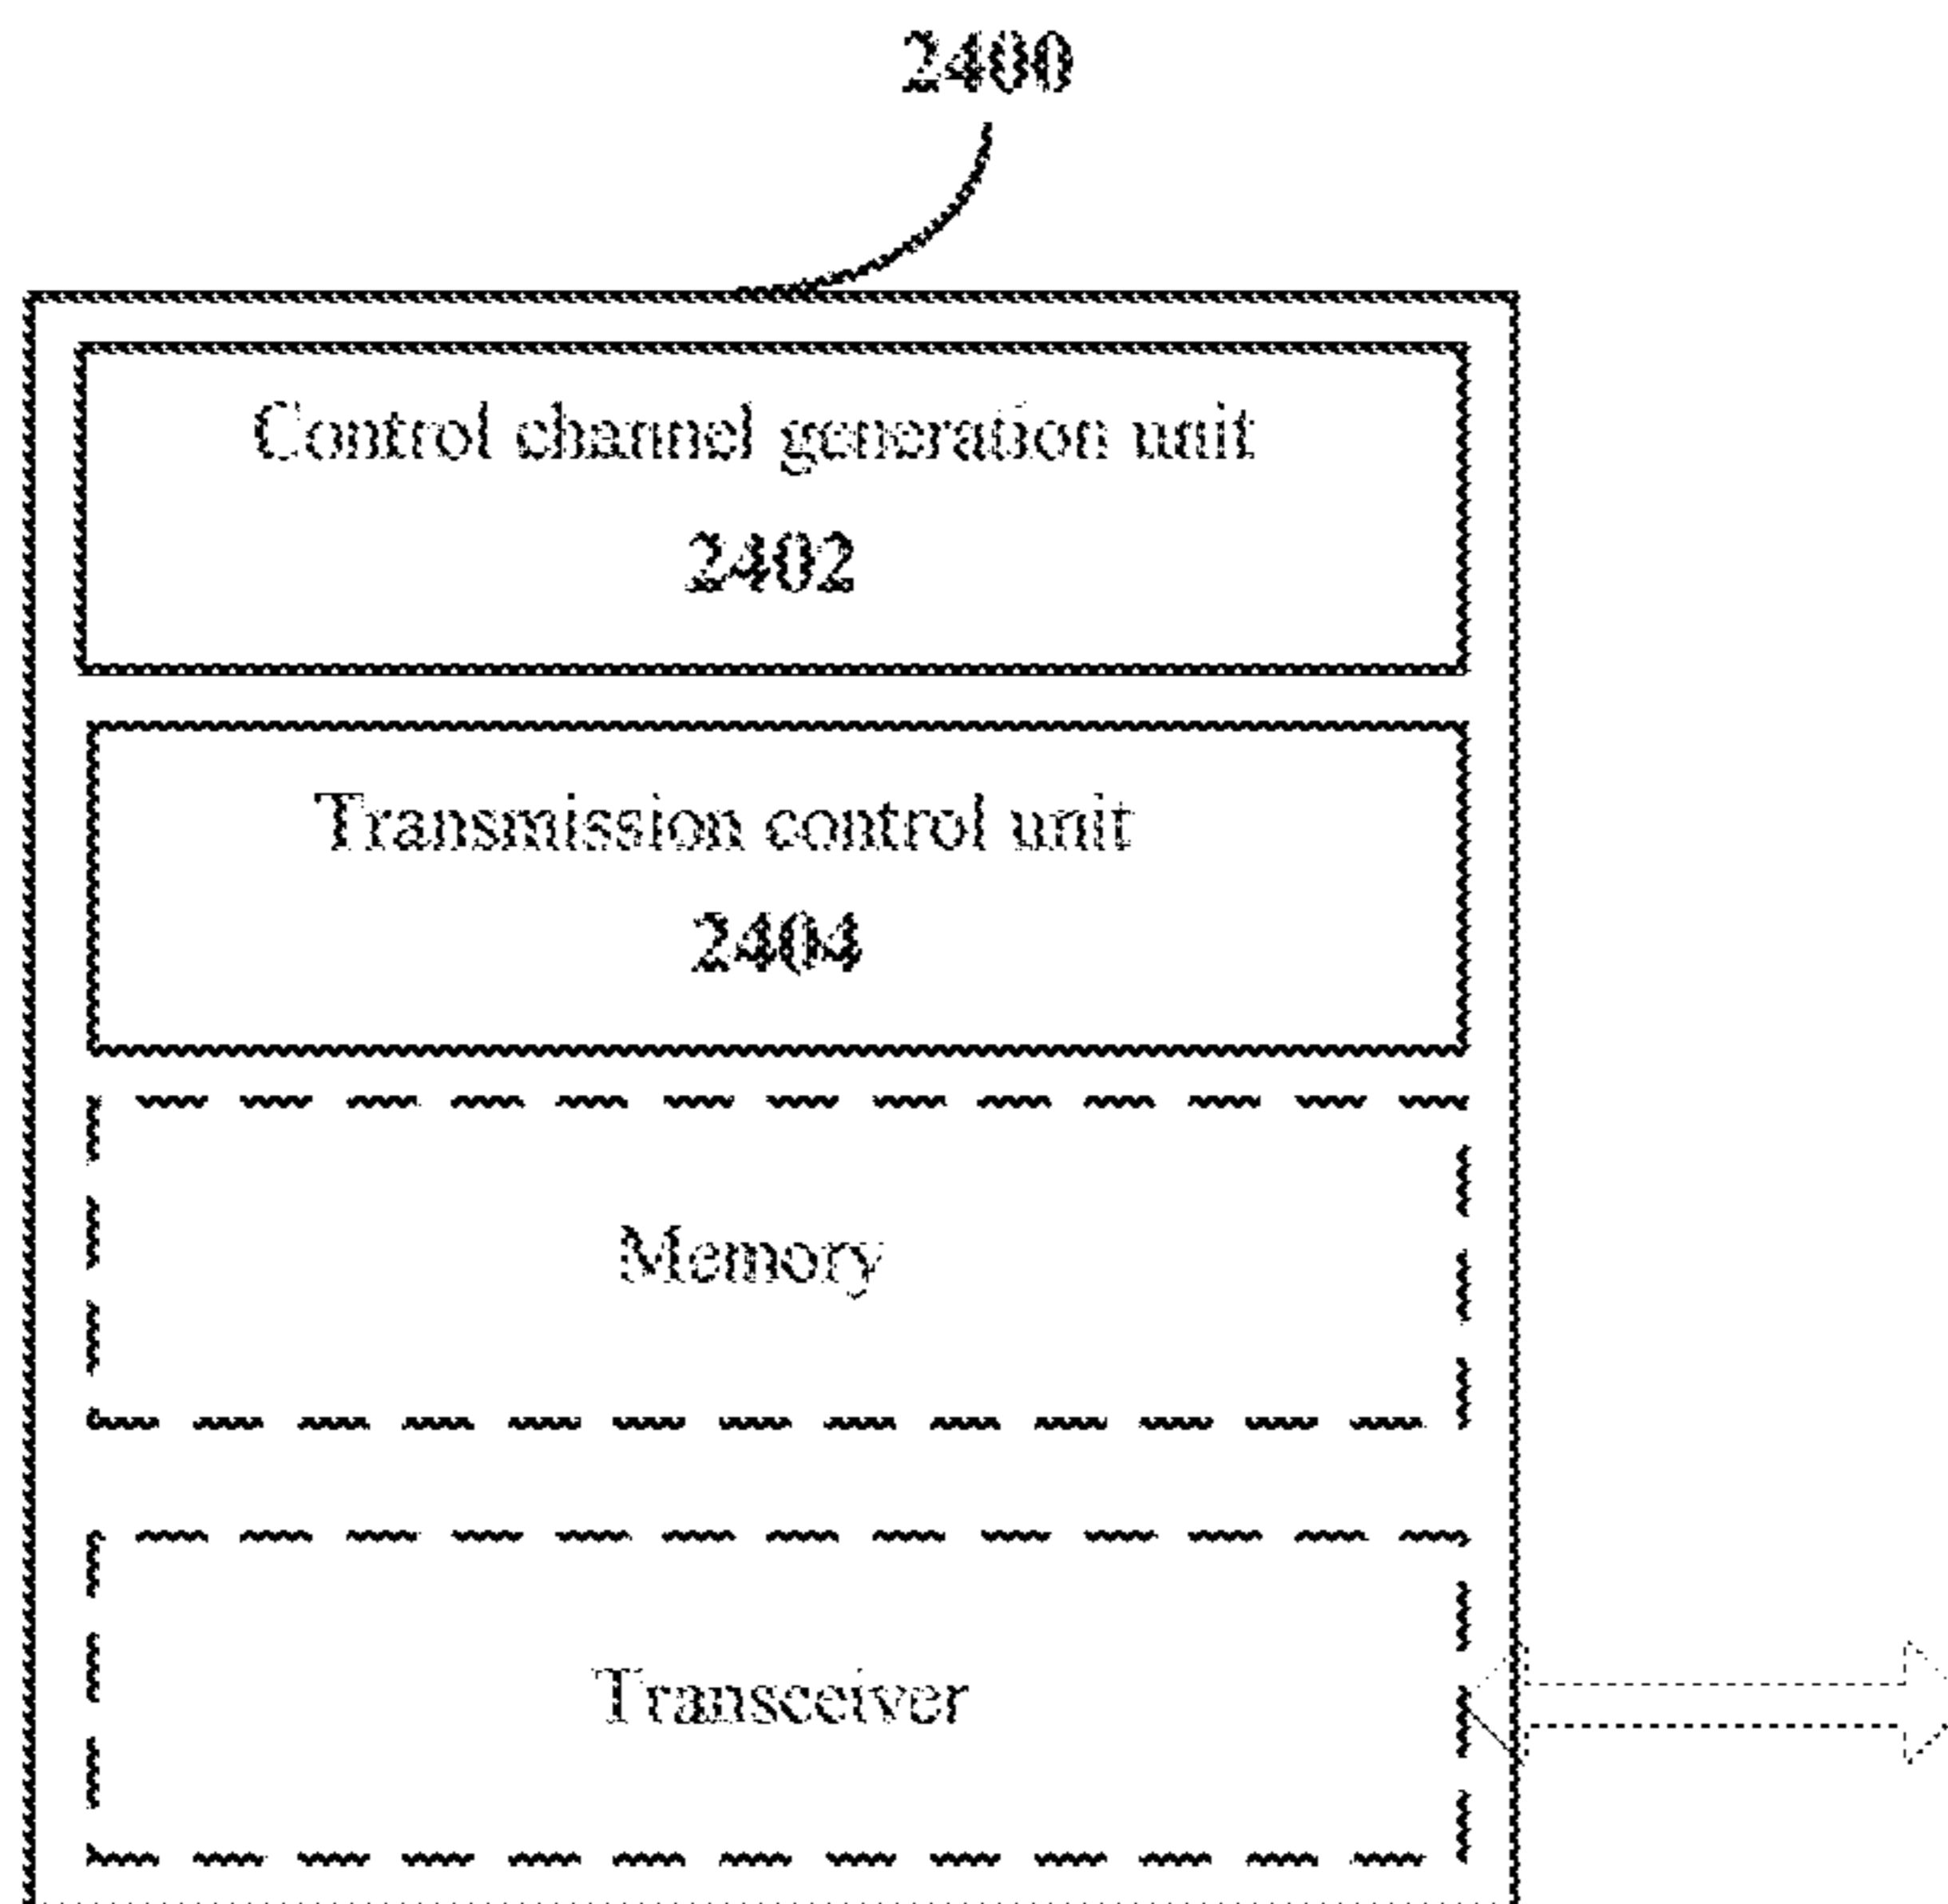 2400
Control channel generation unit
2402
Transmission control unit
2404
Memory
Transceiver